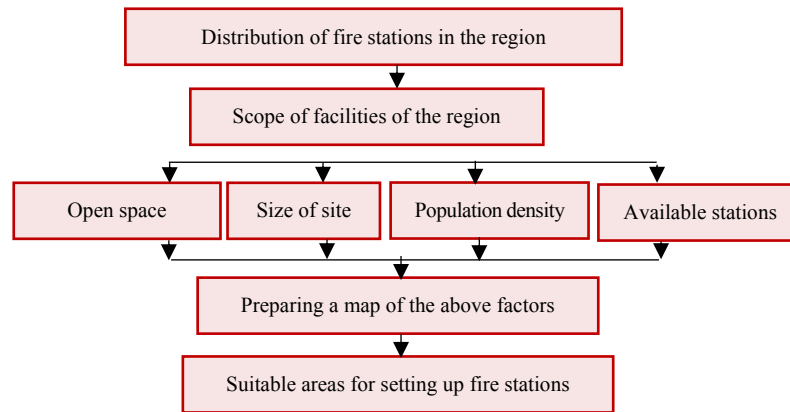 Distribution of fire stations in the region
Scope of facilities of the region
Open space
Size of site
Population density
Available stations
Preparing a map of the above factors
Suitable areas for setting up fire stations